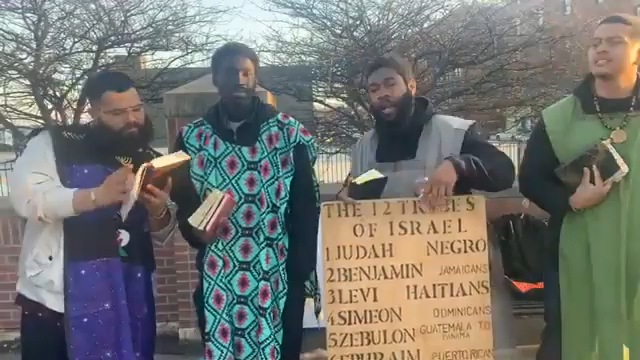 THE 12 TRIBES
OF ISRAEL
1 JUDAH NEGRO
2 BENJAMIN JAMAICANS
3 LEVI HAITIANS
4 SIMEON DOMINICANS
5 ZEBULON GUATEMALA TO PANAMA
6 EPHRAIM PUERTO RICAN